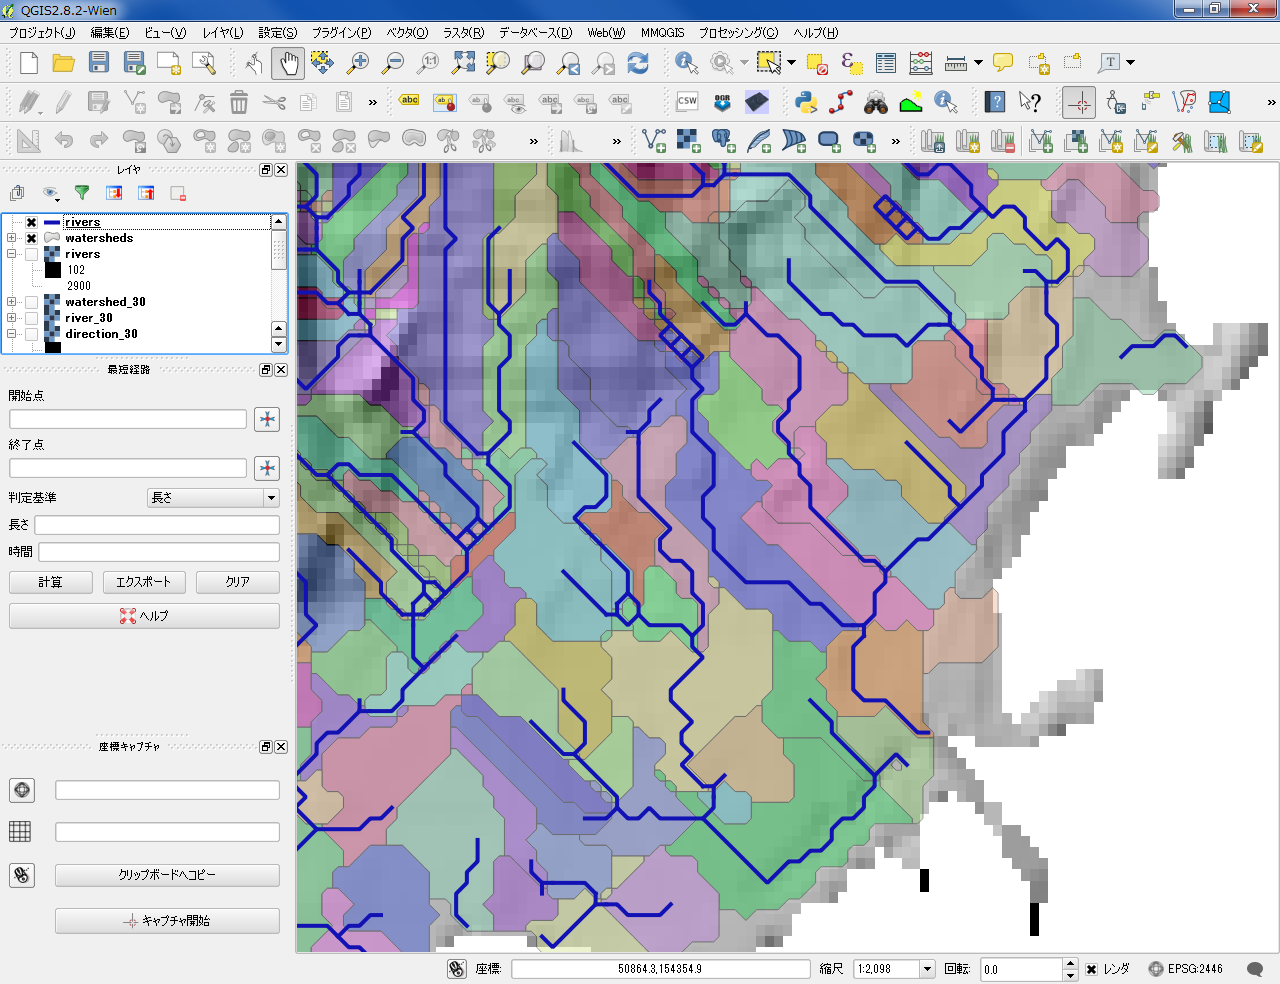 QGIS2.8.2-Wien
プロジェクト(J) 編集(E) ビュー(V) レイヤ(L) 設定(S) プラグイン(P) ベクタ(O) ラスタ(R) データベース(D) Web(W) MMQGIS プロセッシング(C) ヘルプ(H)
レイヤ
rivers
watersheds
rivers
102
2900
watershed_30
river_30
direction_30
最短経路
開始点
終了点
判定基準 長さ
長さ
時間
計算 エクスポート クリア
ヘルプ
座標キャプチャ
クリップボードへコピー
キャプチャ開始
座標: 50864.3,154354.9 縮尺 1:2,098 回転: 0.0 レンダ EPSG:2446